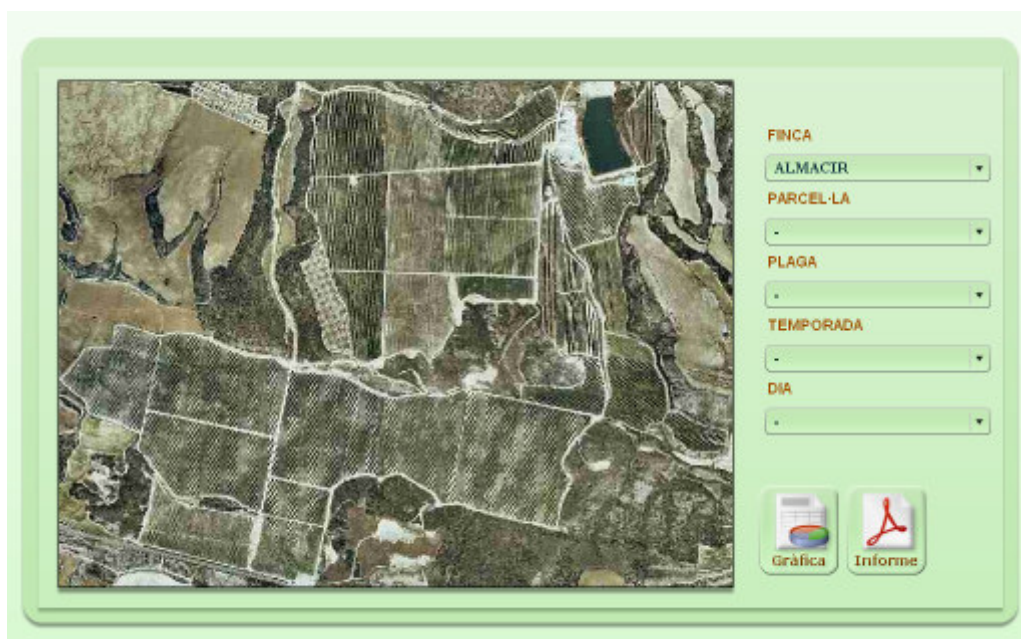 FINCA
ALMACIR
PARCEL·LA
-
PLAGA
-
TEMPORADA
-
DIA
-
Gràfica
Informe